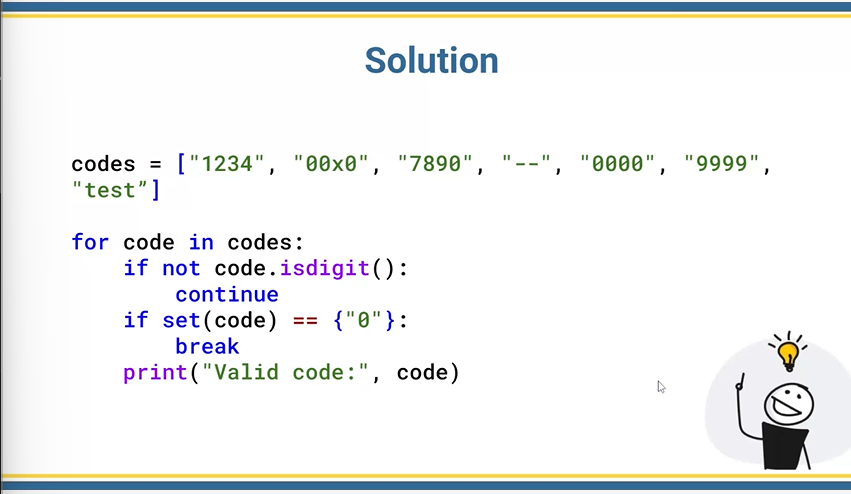 Solution
codes = ["1234", "00x0", "7890", "--", "0000", "9999",
"test”]
for code in codes:
    if not code.isdigit():
        continue
    if set(code) == {"0"}:
        break
    print("Valid code:", code)